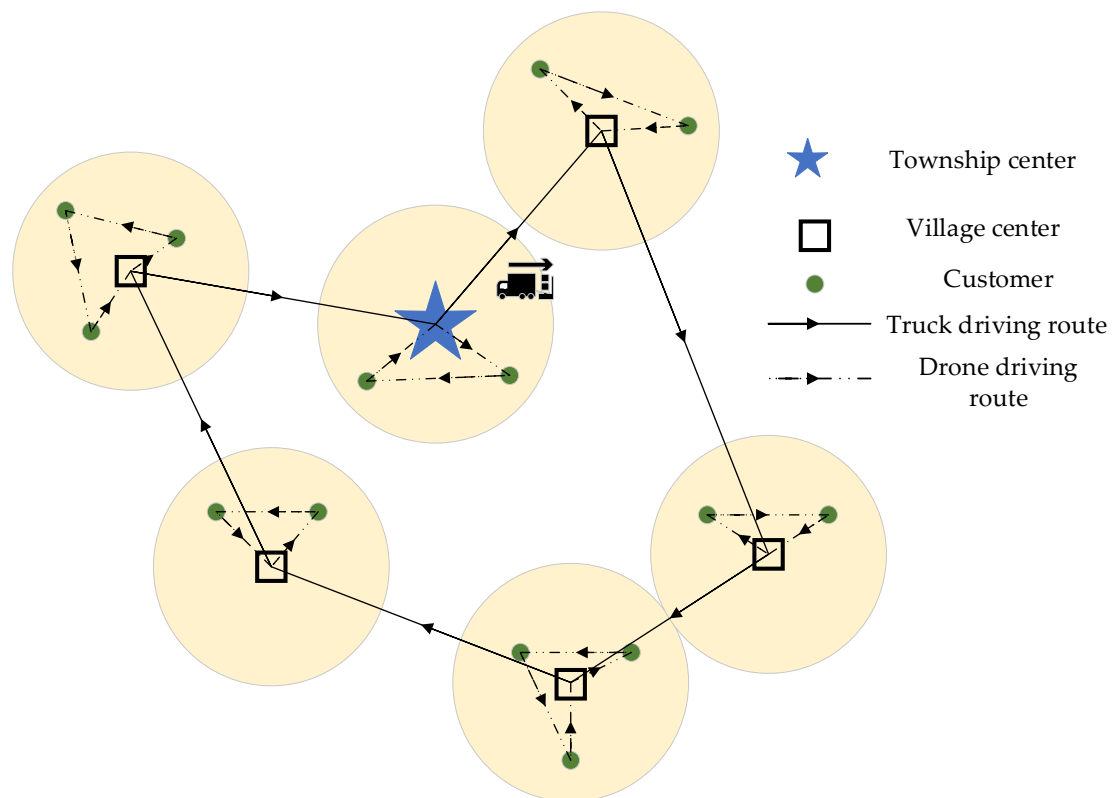 Township center
Village center
Customer
Truck driving route
Drone driving
route